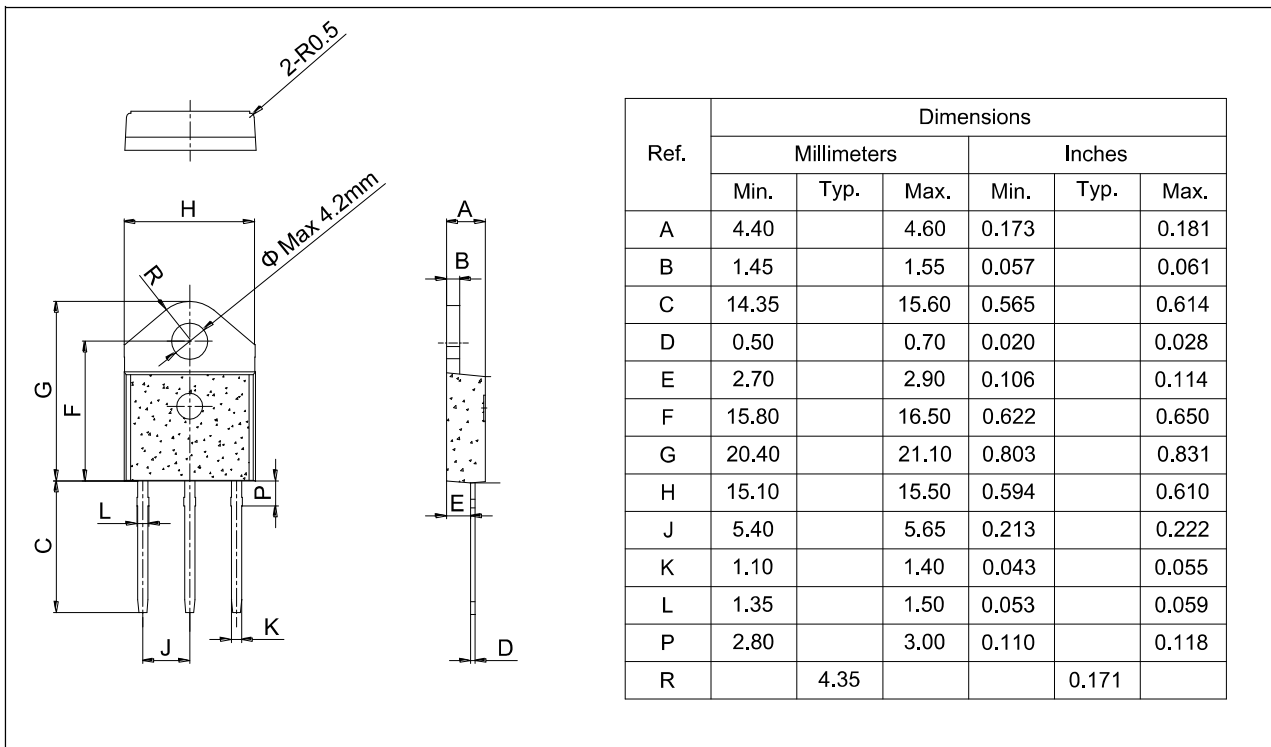 2-R0.5
H
Φ Max 4.2mm
R
G
F
P
L
C
K
J
A
B
E
D
Ref. Dimensions
Millimeters Inches
Min. Typ. Max. Min. Typ. Max.
A 4.40 4.60 0.173 0.181
B 1.45 1.55 0.057 0.061
C 14.35 15.60 0.565 0.614
D 0.50 0.70 0.020 0.028
E 2.70 2.90 0.106 0.114
F 15.80 16.50 0.622 0.650
G 20.40 21.10 0.803 0.831
H 15.10 15.50 0.594 0.610
J 5.40 5.65 0.213 0.222
K 1.10 1.40 0.043 0.055
L 1.35 1.50 0.053 0.059
P 2.80 3.00 0.110 0.118
R 4.35 0.171